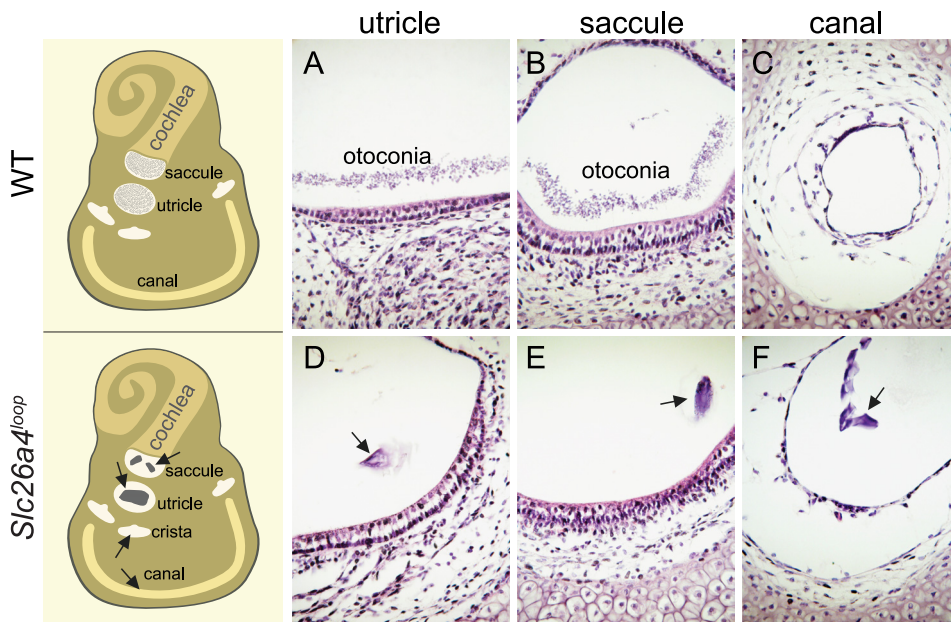 utricle saccule canal
WT
cochlea
saccule
utricle
canal
A
otoconia
B
otoconia
C
Slc26a4loop
cochlea
saccule
utricle
crista
canal
D
E
F